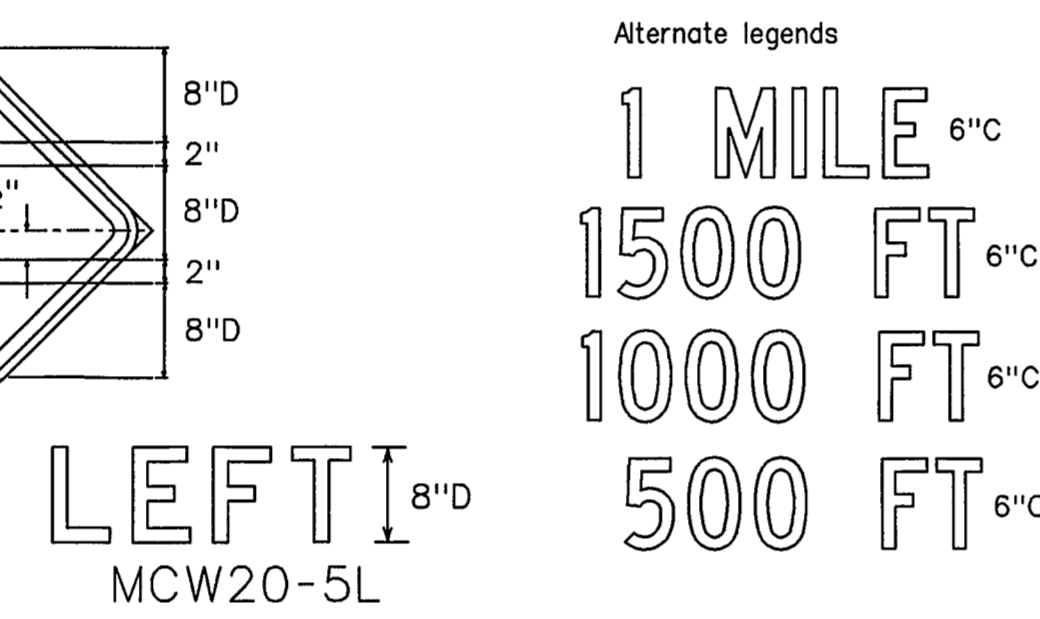 8"D
2"
8"D
2"
8"D
LEFT 8"D
MCW20-5L
Alternate legends
1 MILE 6"C
1500 FT 6"C
1000 FT 6"C
500 FT 6"C